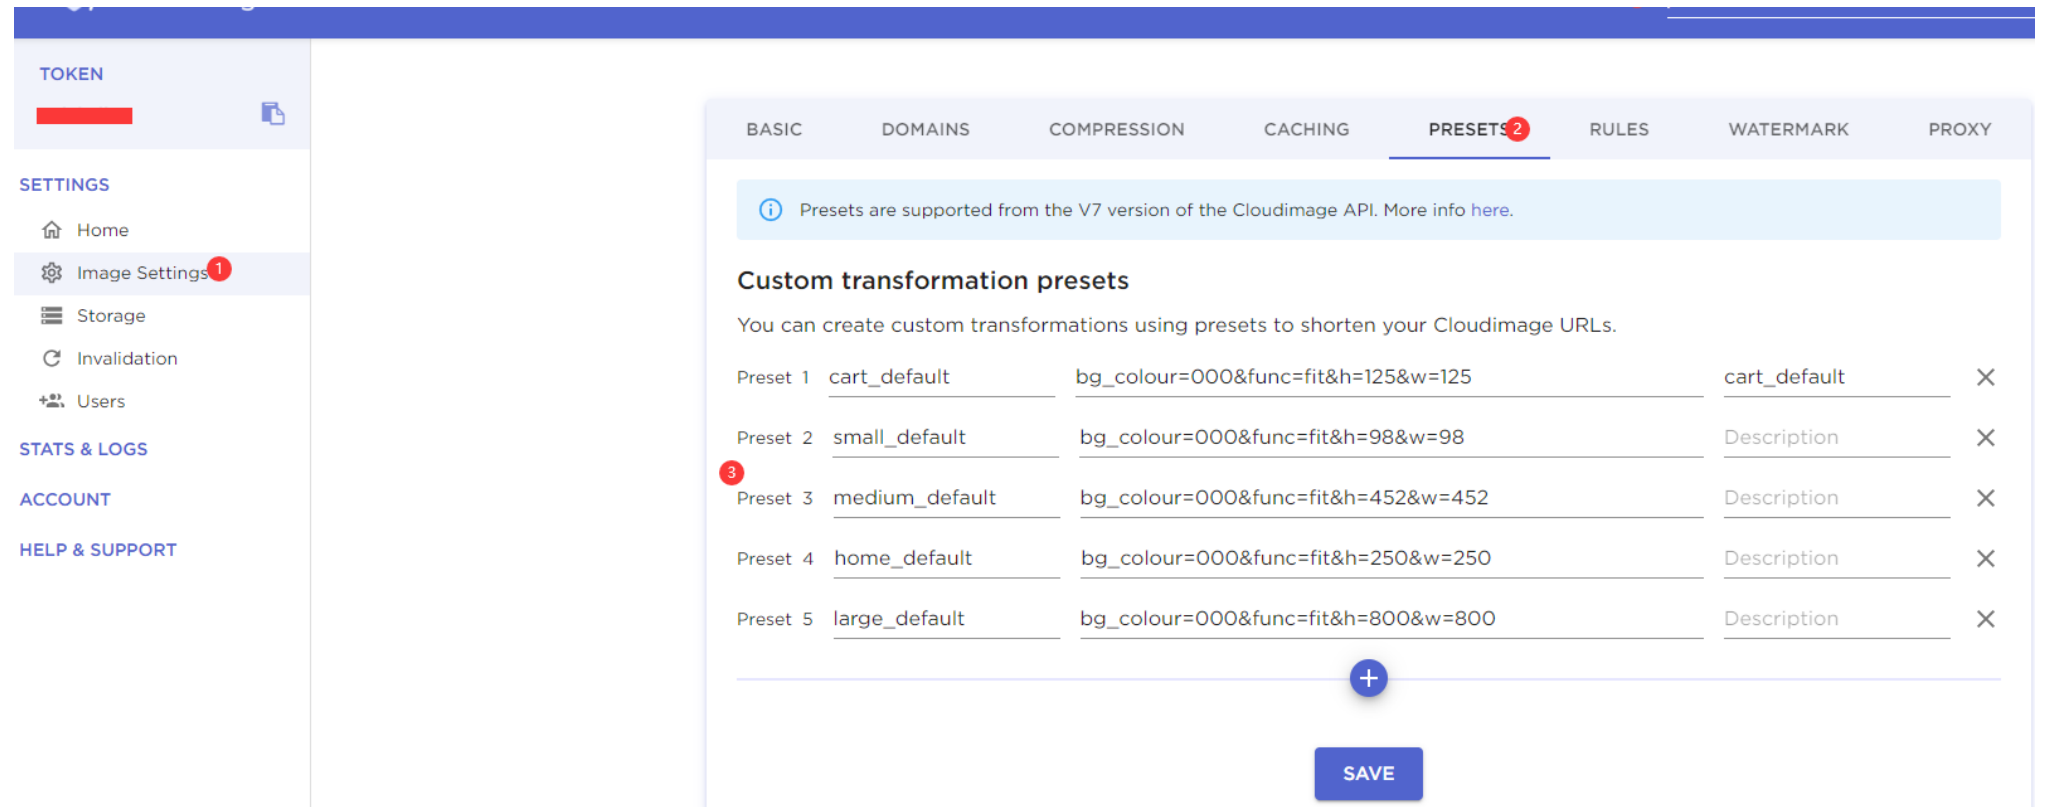 TOKEN
SETTINGS
Home
Image Settings 1
Storage
Invalidation
Users
STATS & LOGS
ACCOUNT
HELP & SUPPORT
BASIC DOMAINS COMPRESSION CACHING PRESETS 2 RULES WATERMARK PROXY
Presets are supported from the V7 version of the Cloudimage API. More info here.
Custom transformation presets
You can create custom transformations using presets to shorten your Cloudimage URLs.
Preset 1 cart_default bg_colour=000&func=fit&h=125&w=125 cart_default
Preset 2 small_default bg_colour=000&func=fit&h=98&w=98 Description
3
Preset 3 medium_default bg_colour=000&func=fit&h=452&w=452 Description
Preset 4 home_default bg_colour=000&func=fit&h=250&w=250 Description
Preset 5 large_default bg_colour=000&func=fit&h=800&w=800 Description
SAVE